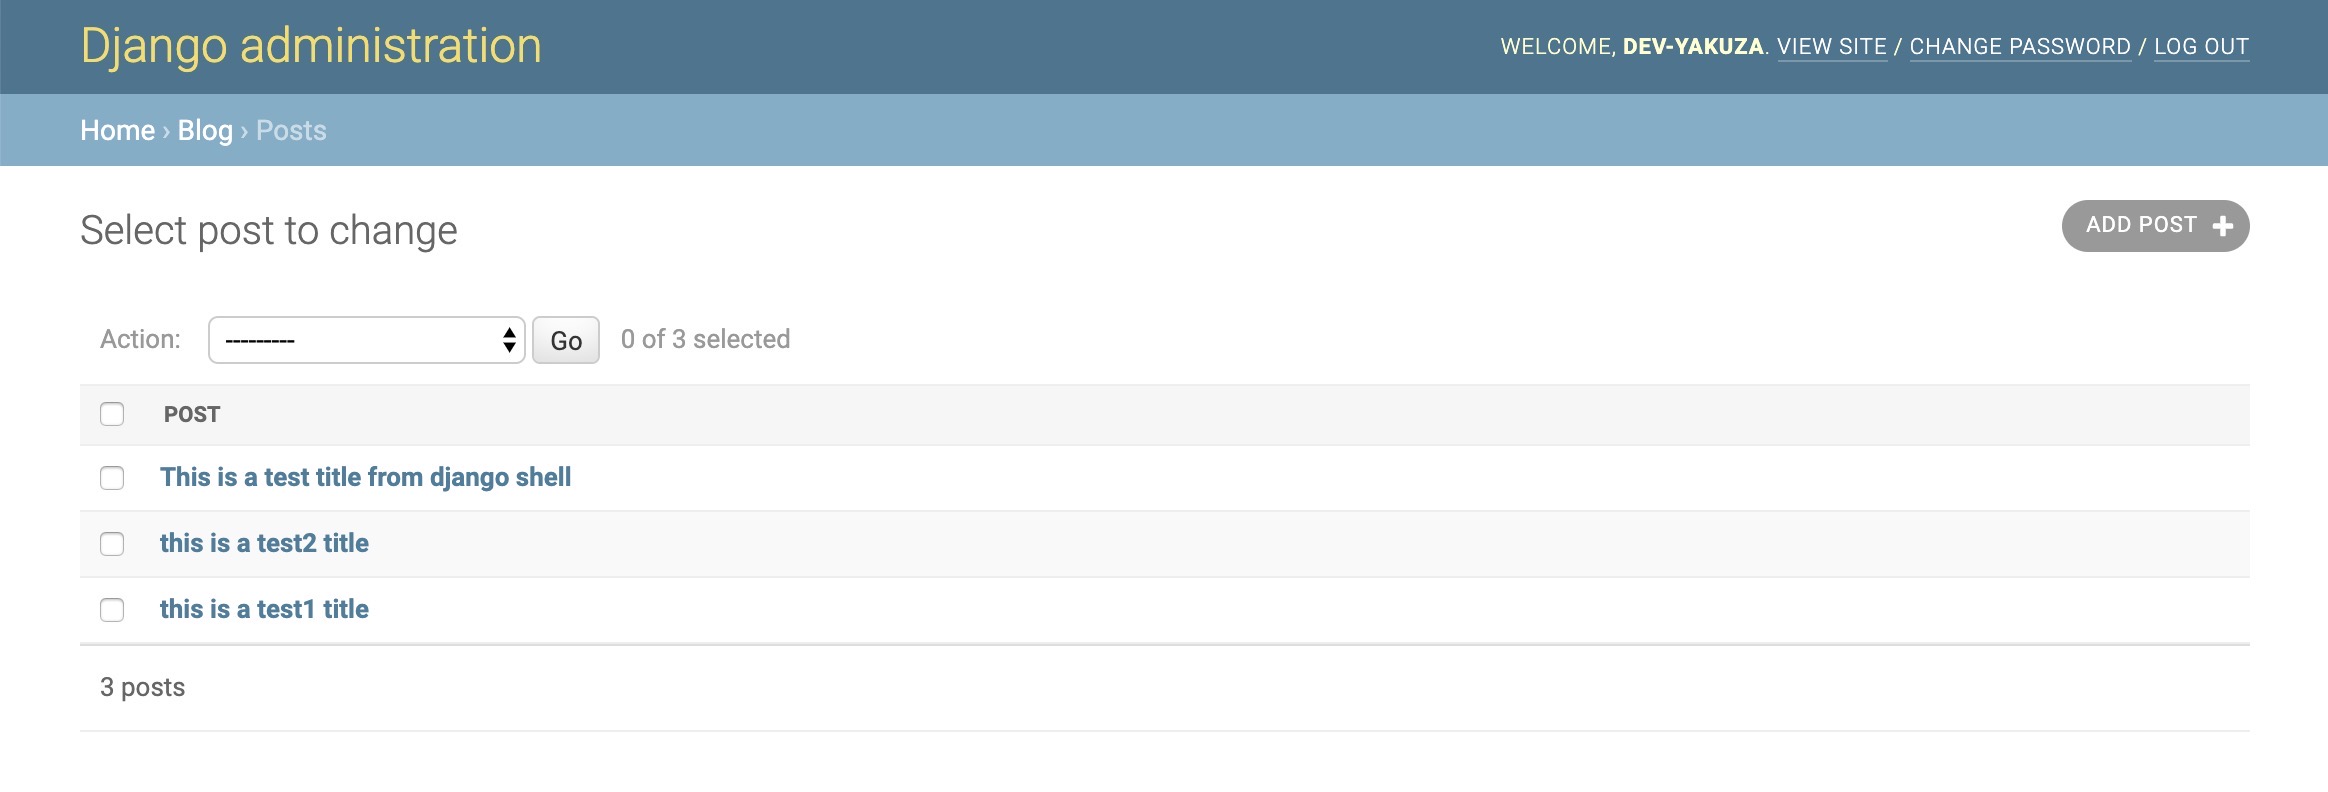 Django administration
WELCOME, DEV-YAKUZA. VIEW SITE / CHANGE PASSWORD / LOG OUT
Home › Blog › Posts
Select post to change
ADD POST +
Action: --------- Go 0 of 3 selected
POST
This is a test title from django shell
this is a test2 title
this is a test1 title
3 posts